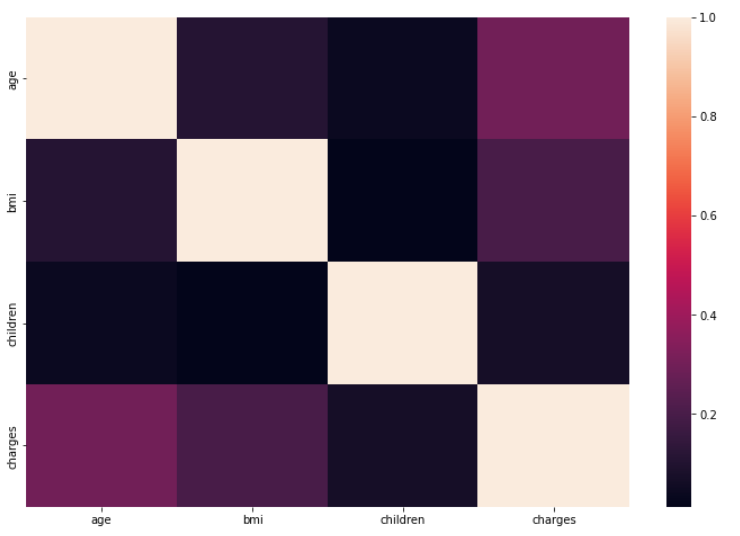 age
bmi
children
charges
age
bmi
children
charges
1.0
0.8
0.6
0.4
0.2